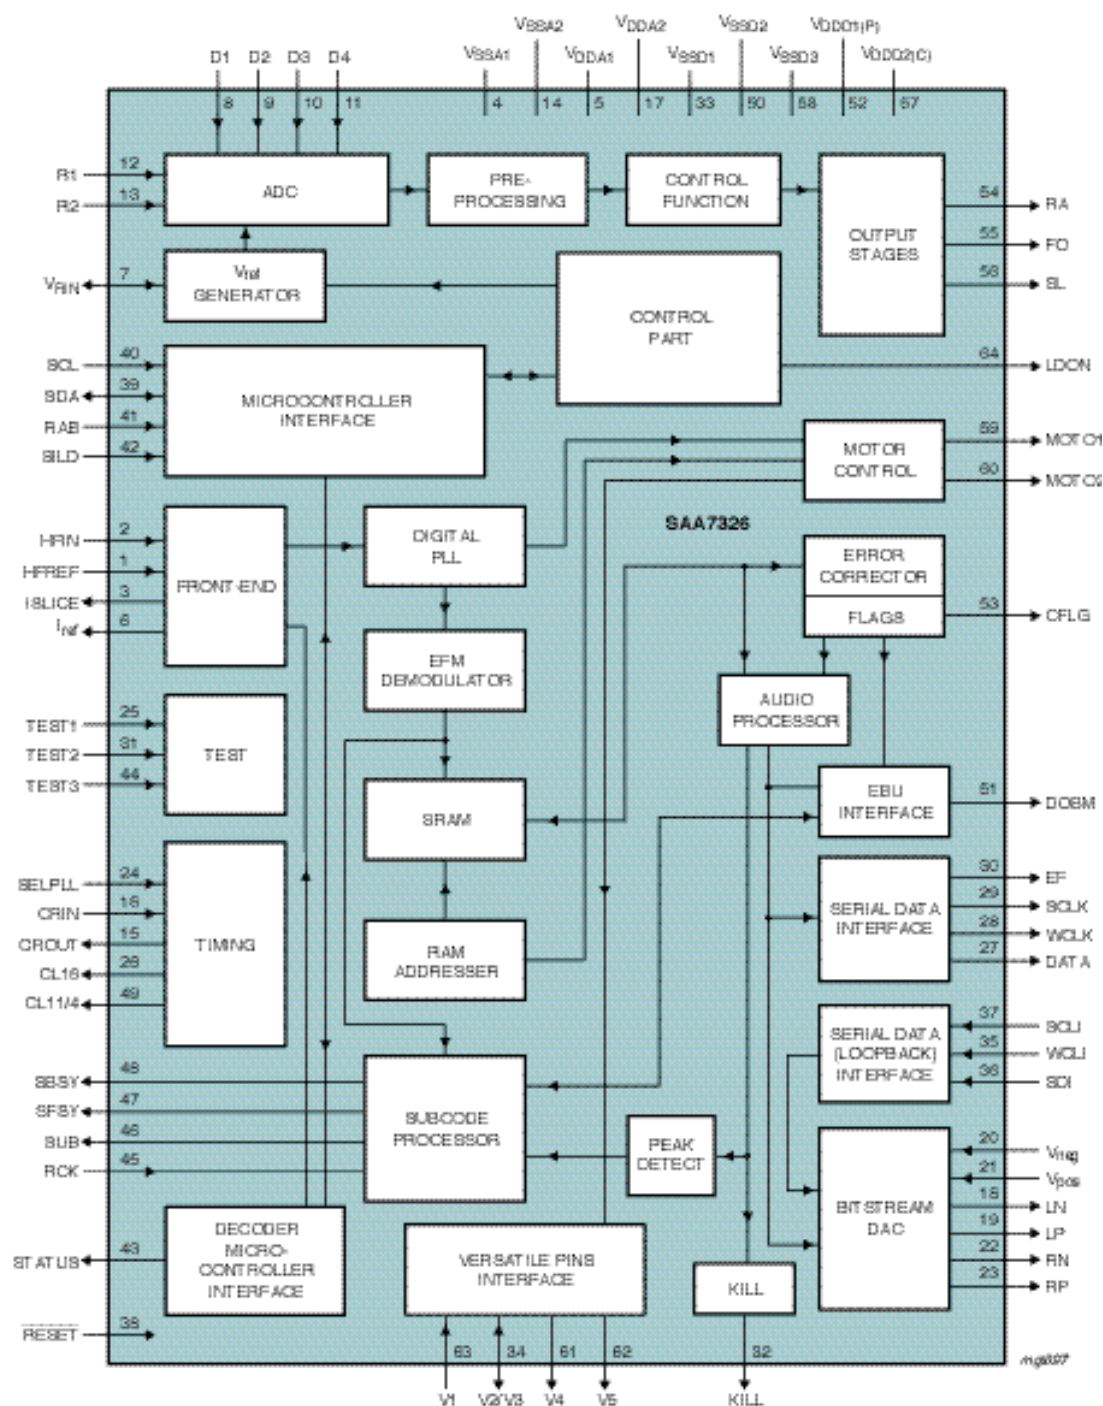 VSSA2 VDDA2 VSSD2 VDDD1(P)
D1 D2 D3 D4 VSSA1 VDDA1 VSSD1 VSSD3 VDDD2(C)
8 9 10 11 4 14 5 17 33 50 58 52 57
R1 12
R2 13
ADC
PRE-
PROCESSING
CONTROL
FUNCTION
OUTPUT
STAGES
54 RA
55 FO
56 SL
VRIN 7
Vref
GENERATOR
CONTROL
PART
64 LDON
SCL 40
SDA 39
RAB 41
SILD 42
MICROCONTROLLER
INTERFACE
MOTOR
CONTROL
59 MOTO1
60 MOTO2
SAA7326
HRIN 2
HFREF 1
ISLICE 3
Iref 6
FRONT-END
DIGITAL
PLL
ERROR
CORRECTOR
FLAGS
53 CFLG
EFM
DEMODULATOR
AUDIO
PROCESSOR
TEST1 25
TEST2 31
TEST3 44
TEST
SRAM
EBU
INTERFACE
51 DOBM
SELPLL 24
CRIN 16
CROUT 15
CL16 26
CL11/4 49
TIMING
RAM
ADDRESSER
SERIAL DATA
INTERFACE
30 EF
29 SCLK
28 WCLK
27 DATA
SERIAL DATA
(LOOPBACK)
INTERFACE
37 SCLI
35 WCLI
36 SDI
SBSY 48
SFSY 47
SUB 46
RCK 45
SUBCODE
PROCESSOR
PEAK
DETECT
BITSTREAM
DAC
20 Vneg
21 Vpos
18 LN
19 LP
22 RN
23 RP
STATUS 43
DECODER
MICRO-
CONTROLLER
INTERFACE
VERSATILE PINS
INTERFACE
KILL
RESET 38
63 34 61 62 32
V1 V2/V3 V4 V5 KILL